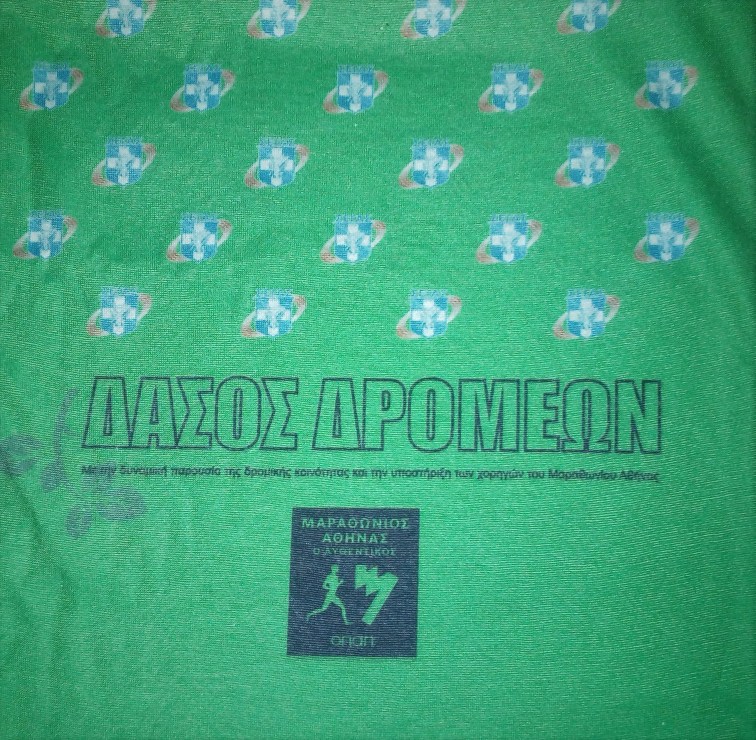 ΔΑΣΟΣ ΔΡΟΜΕΩΝ
Με την δυναμική παρουσία της δρομικής κοινότητας και την υποστήριξη των χορηγών του Μαραθωνίου Αθήνας
ΜΑΡΑΘΩΝΙΟΣ
ΑΘΗΝΑΣ
Ο ΑΥΘΕΝΤΙΚΟΣ
οπαπ